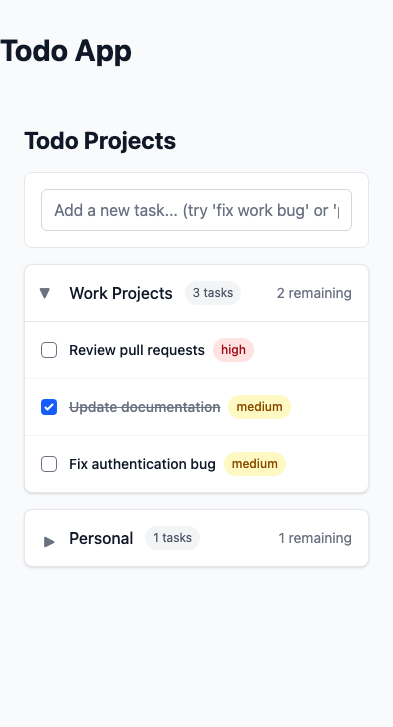 Todo App
Todo Projects
Add a new task... (try 'fix work bug' or '
Work Projects 3 tasks 2 remaining
Review pull requests high
Update documentation medium
Fix authentication bug medium
Personal 1 tasks 1 remaining